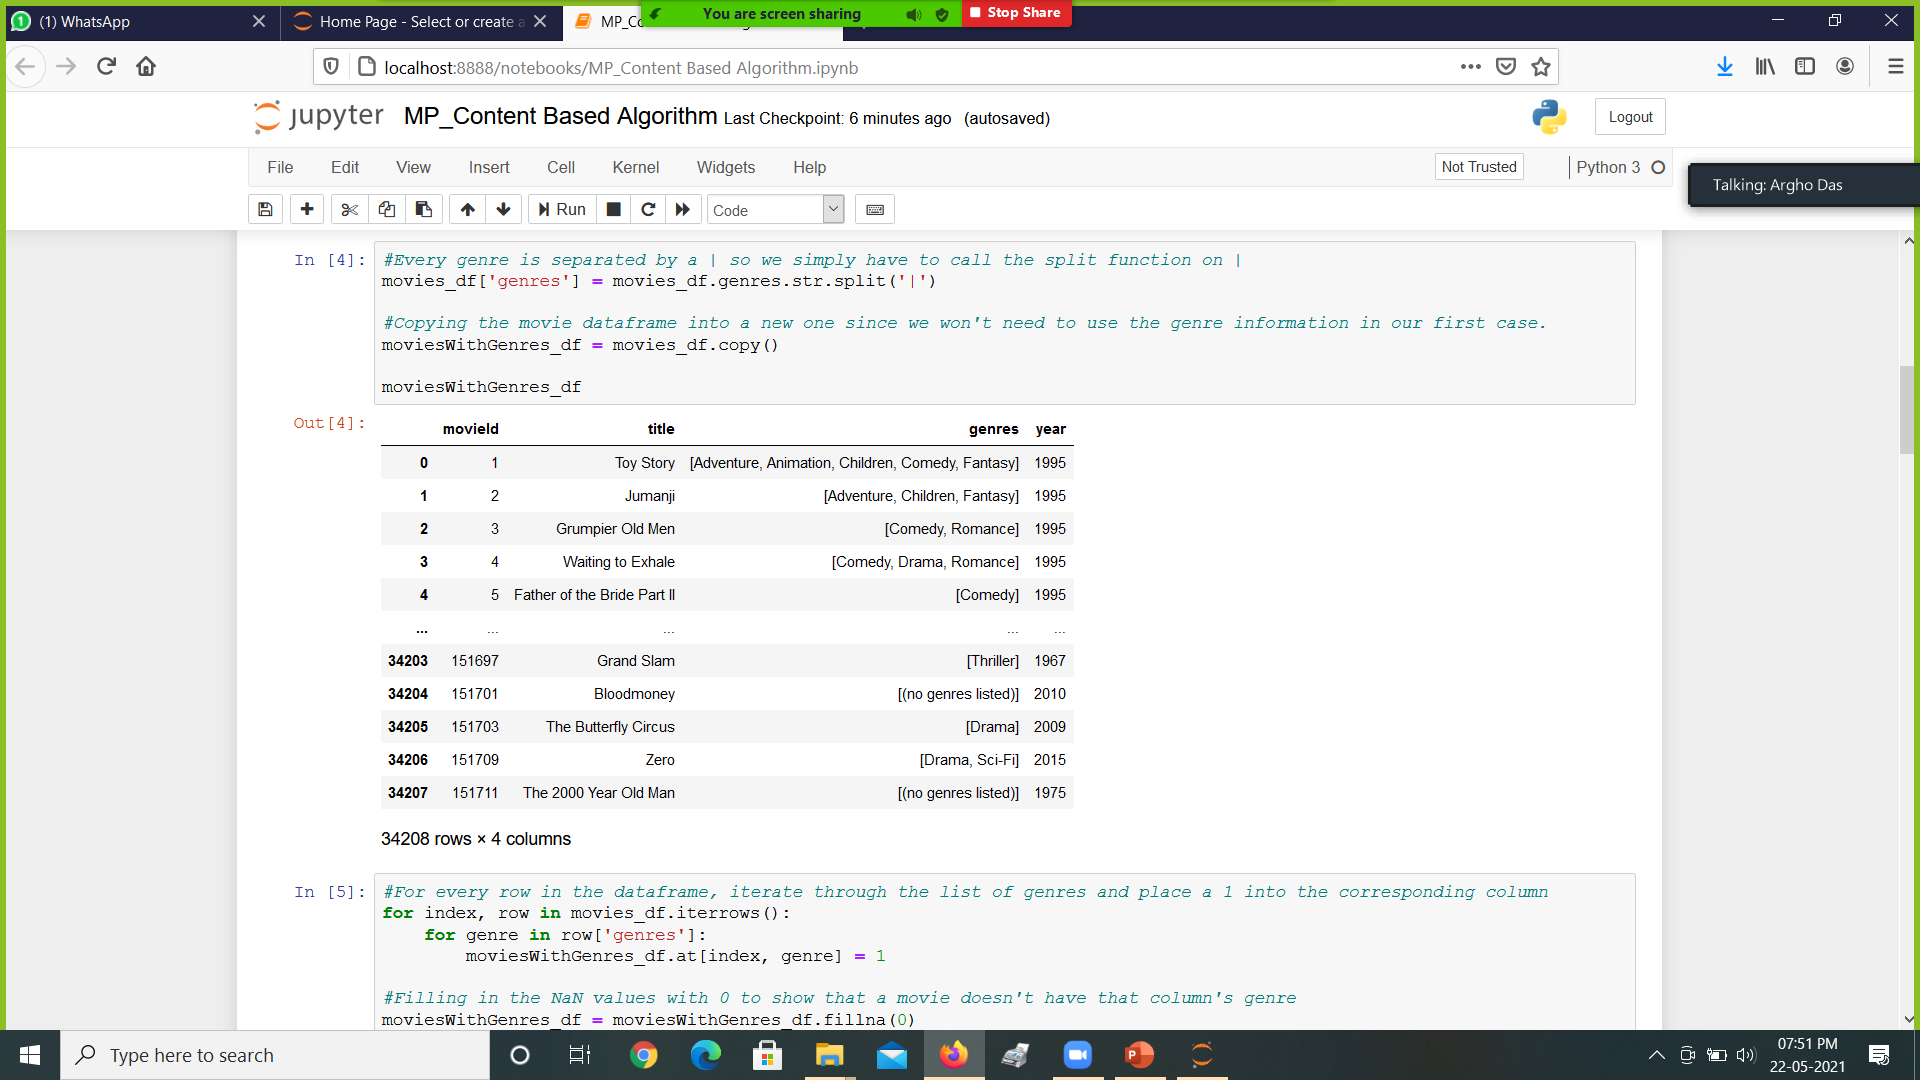 (1) WhatsApp
Home Page - Select or create a
MP_Co
You are screen sharing
Stop Share
localhost:8888/notebooks/MP_Content Based Algorithm.ipynb
jupyter MP_Content Based Algorithm Last Checkpoint: 6 minutes ago (autosaved)
Logout
File Edit View Insert Cell Kernel Widgets Help
Not Trusted
Python 3
Talking: Argho Das
Run
Code
In [4]:
#Every genre is separated by a | so we simply have to call the split function on |
movies_df['genres'] = movies_df.genres.str.split('|')
#Copying the movie dataframe into a new one since we won't need to use the genre information in our first case.
moviesWithGenres_df = movies_df.copy()
moviesWithGenres_df
Out[4]:
movieId title genres year
0 1 Toy Story [Adventure, Animation, Children, Comedy, Fantasy] 1995
1 2 Jumanji [Adventure, Children, Fantasy] 1995
2 3 Grumpier Old Men [Comedy, Romance] 1995
3 4 Waiting to Exhale [Comedy, Drama, Romance] 1995
4 5 Father of the Bride Part II [Comedy] 1995
... ... ... ... ...
34203 151697 Grand Slam [Thriller] 1967
34204 151701 Bloodmoney [(no genres listed)] 2010
34205 151703 The Butterfly Circus [Drama] 2009
34206 151709 Zero [Drama, Sci-Fi] 2015
34207 151711 The 2000 Year Old Man [(no genres listed)] 1975
34208 rows × 4 columns
In [5]:
#For every row in the dataframe, iterate through the list of genres and place a 1 into the corresponding column
for index, row in movies_df.iterrows():
    for genre in row['genres']:
        moviesWithGenres_df.at[index, genre] = 1
#Filling in the NaN values with 0 to show that a movie doesn't have that column's genre
moviesWithGenres_df = moviesWithGenres_df.fillna(0)
Type here to search
07:51 PM
22-05-2021